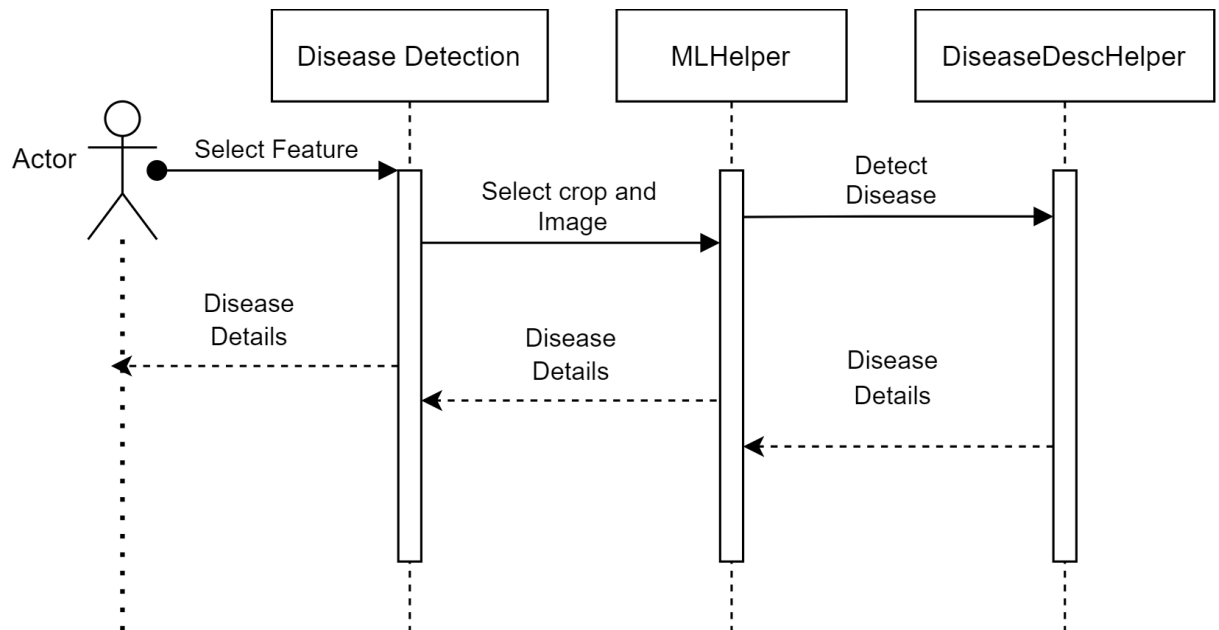 Disease Detection
MLHelper
DiseaseDescHelper
Actor
Select Feature
Select crop and
Image
Detect
Disease
Disease
Details
Disease
Details
Disease
Details